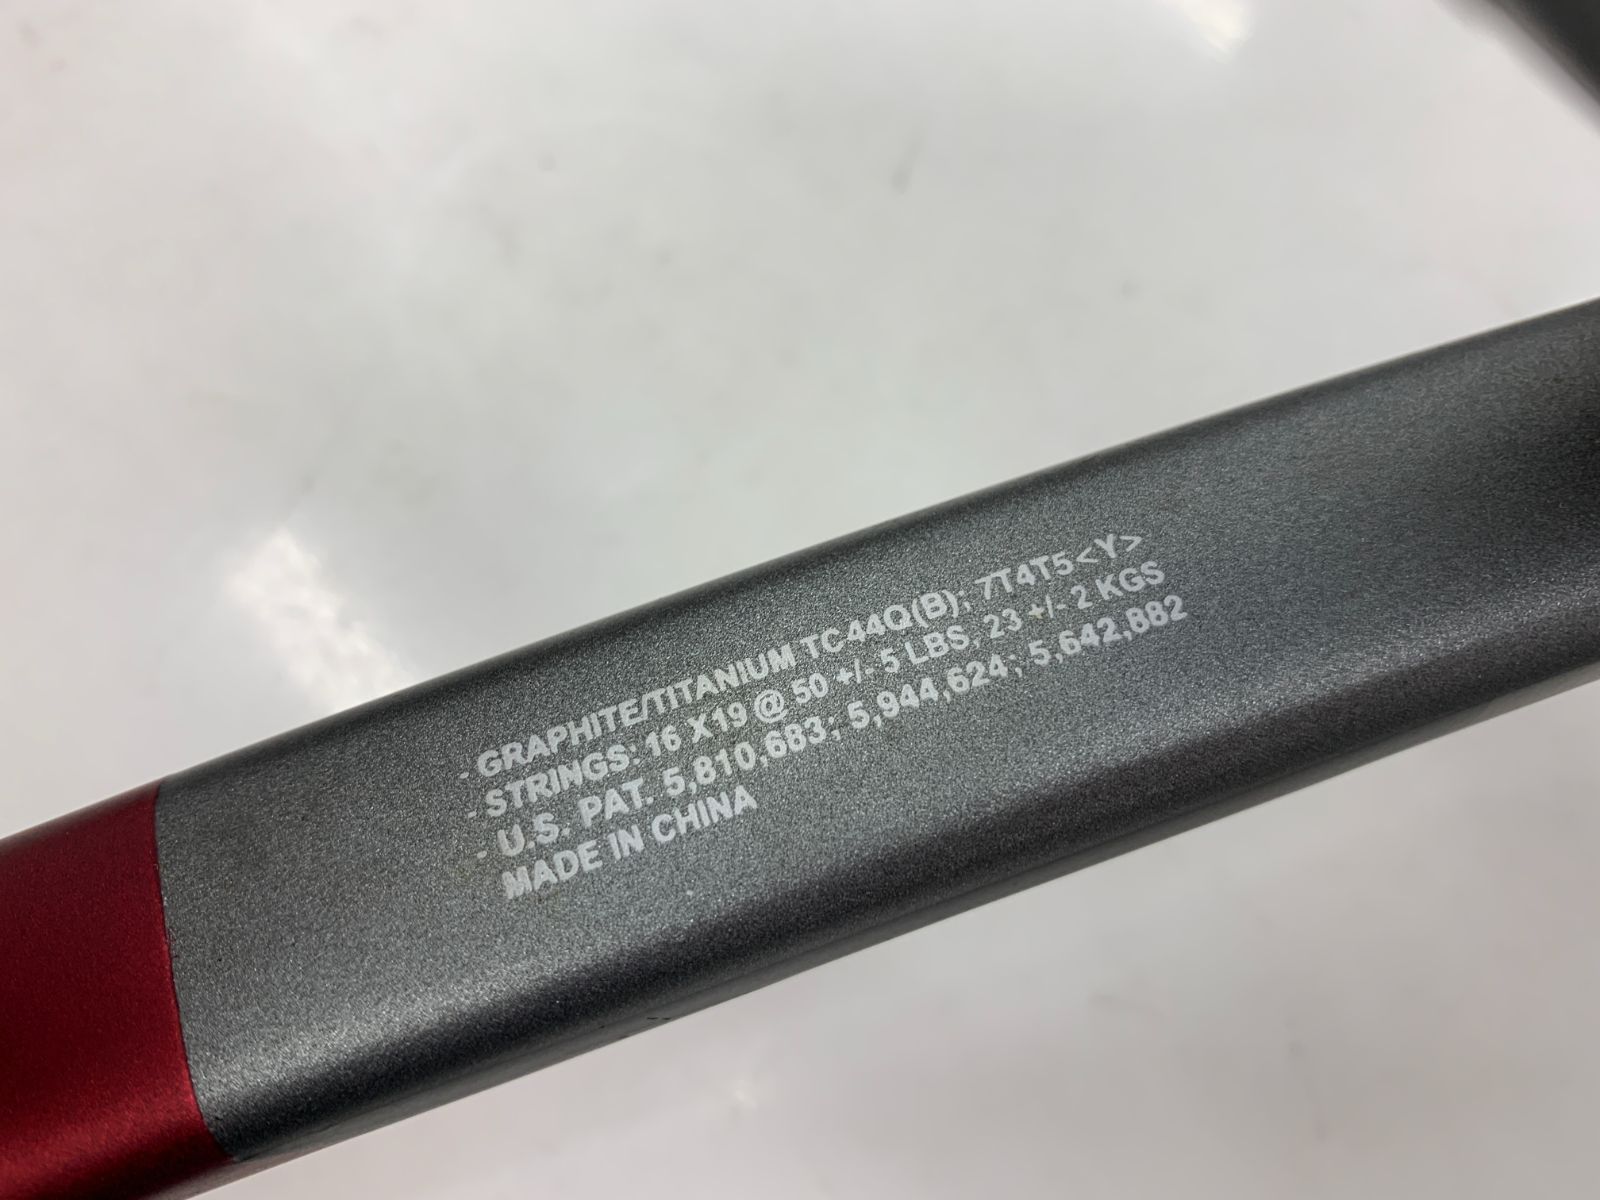 - GRAPHITE/TITANIUM TC44Q(B); 7T4T5<Y>
- STRINGS: 16 X19 @ 50 +/- 5 LBS, 23 +/- 2 KGS
- U.S. PAT. 5,810,683; 5,944,624; 5,642,882
MADE IN CHINA